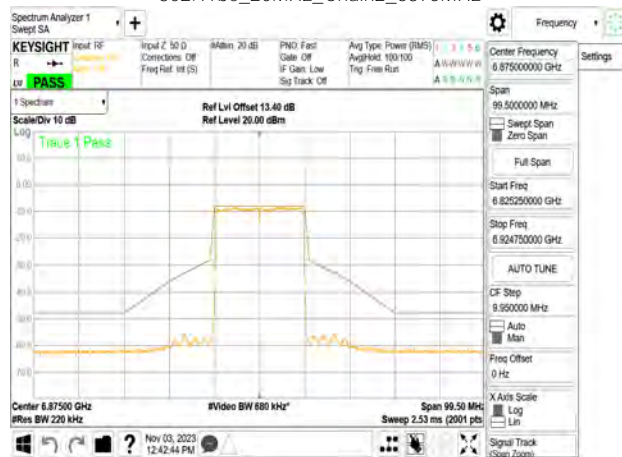 Spectrum Analyzer 1
Swept SA
Frequency
KEYSIGHT Input: RF
R
PASS
Input Z: 50 Ω
Corrections: Off
Freq Ref: Int (S)
#Atten: 20 dB
PNO: Fast
Gate: Off
IF Gain: Low
Sig Track: Off
Avg Type: Power (RMS)
Avg|Hold: 100/100
Trig: Free Run
1 Spectrum
Scale/Div 10 dB
Log
Ref Lvl Offset 13.40 dB
Ref Level 20.00 dBm
Trace 1 Pass
Center 6.87500 GHz
#Res BW 220 kHz
#Video BW 680 kHz*
Span 99.50 MHz
Sweep 2.53 ms (2001 pts
Nov 03, 2023
12:42:44 PM
Center Frequency
6.875000000 GHz
Settings
Span
99.5000000 MHz
Swept Span
Zero Span
Full Span
Start Freq
6.825250000 GHz
Stop Freq
6.924750000 GHz
AUTO TUNE
CF Step
9.950000 MHz
Auto
Man
Freq Offset
0 Hz
X Axis Scale
Log
Lin
Signal Track
(Span Zoom)